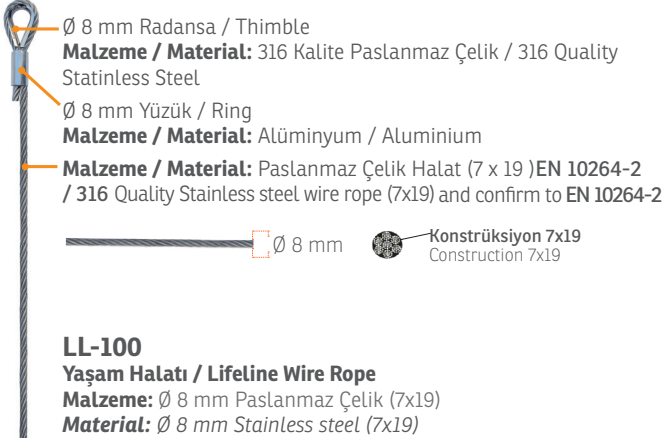 Ø 8 mm Radansa / Thimble
Malzeme / Material: 316 Kalite Paslanmaz Çelik / 316 Quality
Statinless Steel
Ø 8 mm Yüzük / Ring
Malzeme / Material: Alüminyum / Aluminium
Malzeme / Material: Paslanmaz Çelik Halat (7 x 19 )EN 10264-2
/ 316 Quality Stainless steel wire rope (7x19) and confirm to EN 10264-2
Ø 8 mm
Konstrüksiyon 7x19
Construction 7x19
LL-100
Yaşam Halatı / Lifeline Wire Rope
Malzeme: Ø 8 mm Paslanmaz Çelik (7x19)
Material: Ø 8 mm Stainless steel (7x19)